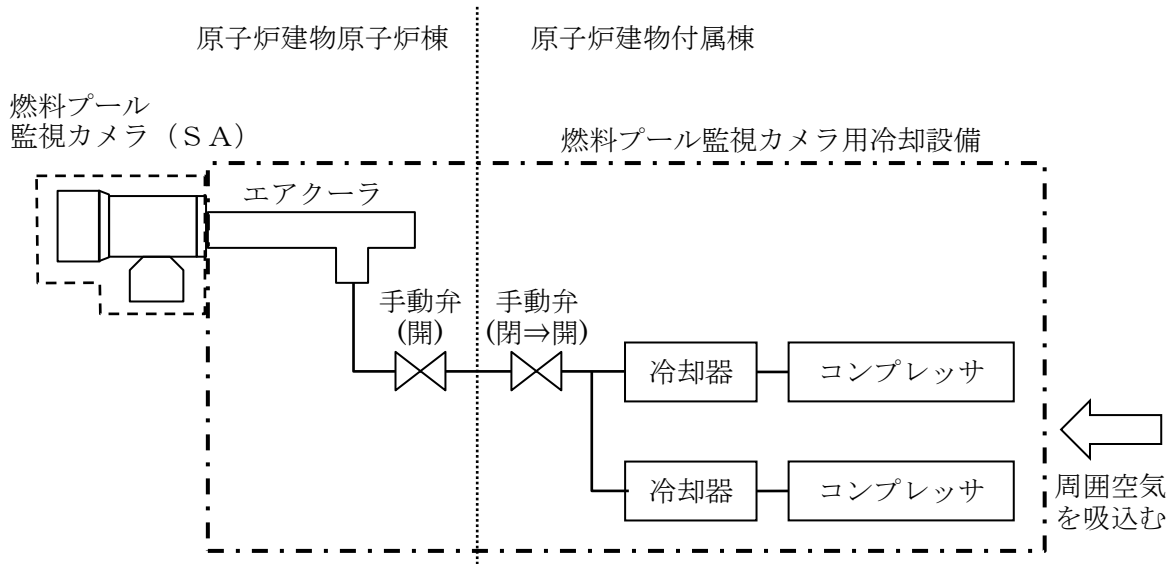 原子炉建物原子炉棟
原子炉建物付属棟
燃料プール
監視カメラ（ＳＡ）
燃料プール監視カメラ用冷却設備
エアクーラ
手動弁
(開)
手動弁
(閉⇒開)
冷却器
コンプレッサ
冷却器
コンプレッサ
周囲空気
を吸込む